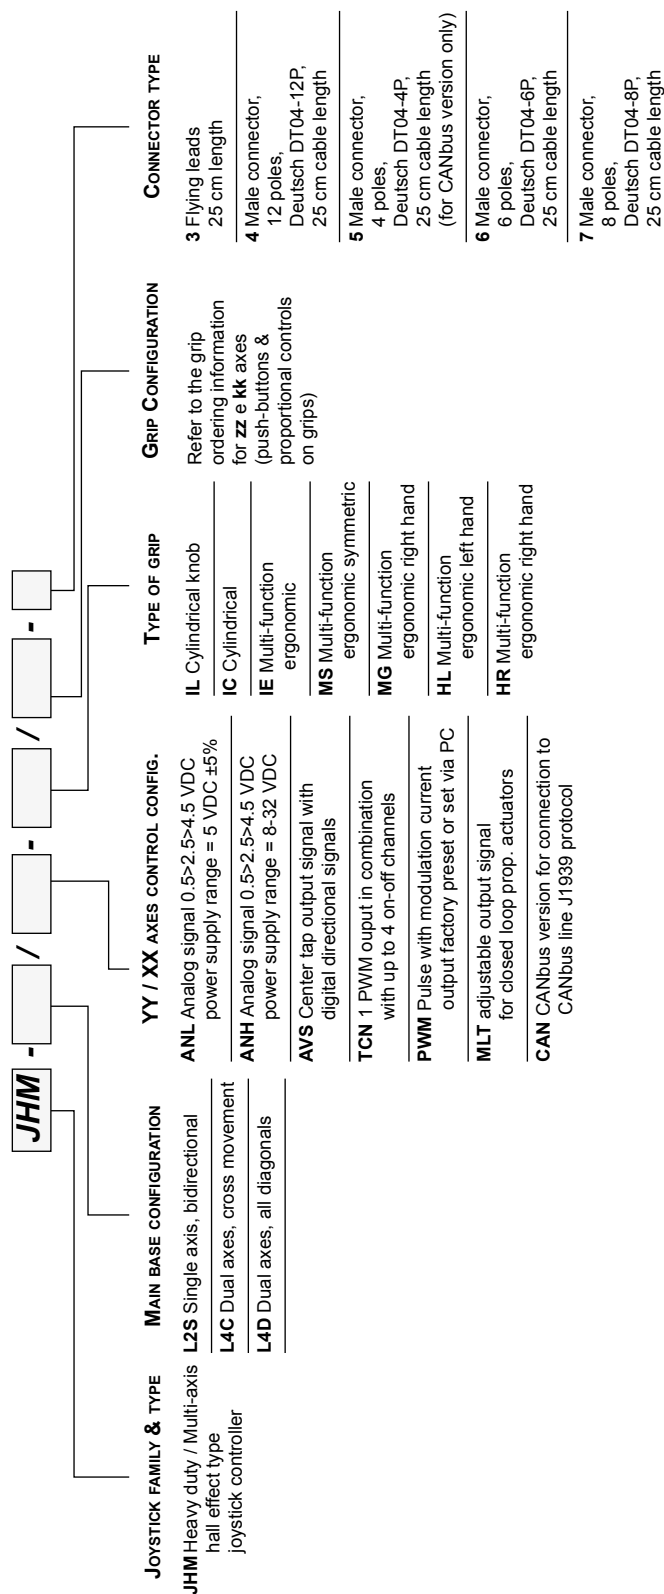 JHM - / - / -
JOYSTICK FAMILY & TYPE
JHM Heavy duty / Multi-axis
hall effect type
joystick controller
MAIN BASE CONFIGURATION
L2S Single axis, bidirectional
L4C Dual axes, cross movement
L4D Dual axes, all diagonals
YY / XX AXES CONTROL CONFIG.
ANL Analog signal 0.5>2.5>4.5 VDC
power supply range = 5 VDC ±5%
ANH Analog signal 0.5>2.5>4.5 VDC
power supply range = 8-32 VDC
AVS Center tap output signal with
digital directional signals
TCN 1 PWM ouput in combination
with up to 4 on-off channels
PWM Pulse with modulation current
output factory preset or set via PC
MLT adjustable output signal
for closed loop prop. actuators
CAN CANbus version for connection to
CANbus line J1939 protocol
TYPE OF GRIP
IL Cylindrical knob
IC Cylindrical
IE Multi-function
ergonomic
MS Multi-function
ergonomic symmetric
MG Multi-function
ergonomic right hand
HL Multi-function
ergonomic left hand
HR Multi-function
ergonomic right hand
GRIP CONFIGURATION
Refer to the grip
ordering information
for zz e kk axes
(push-buttons &
proportional controls
on grips)
CONNECTOR TYPE
3 Flying leads
25 cm length
4 Male connector,
12 poles,
Deutsch DT04-12P,
25 cm cable length
5 Male connector,
4 poles,
Deutsch DT04-4P,
25 cm cable length
(for CANbus version only)
6 Male connector,
6 poles,
Deutsch DT04-6P,
25 cm cable length
7 Male connector,
8 poles,
Deutsch DT04-8P,
25 cm cable length